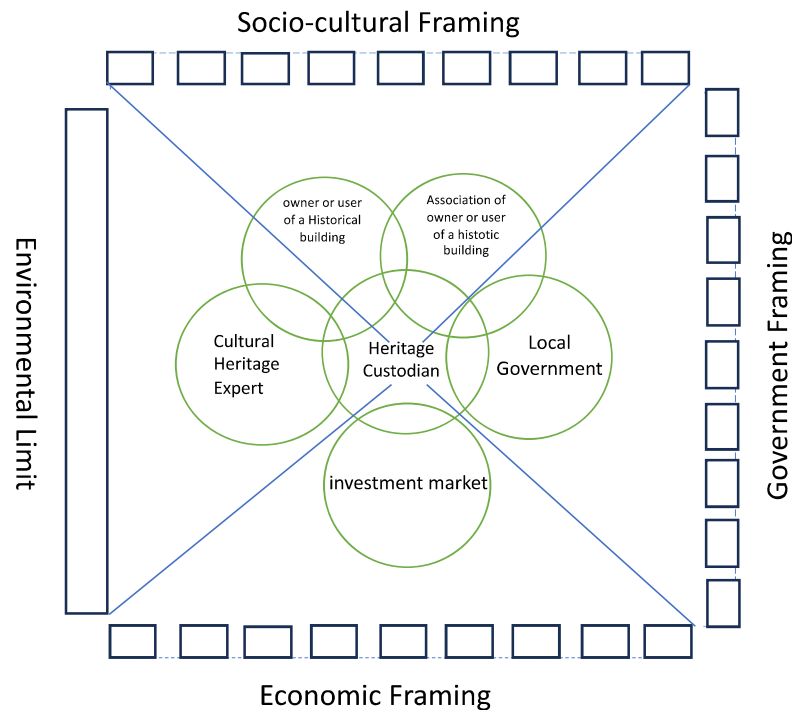 Socio-cultural Framing
owner or user
of a Historical
building
Association of
owner or user
of a histotic
building
Environmental Limit
Cultural
Heritage
Expert
Heritage
Custodian
Local
Government
Government Framing
investment market
Economic Framing